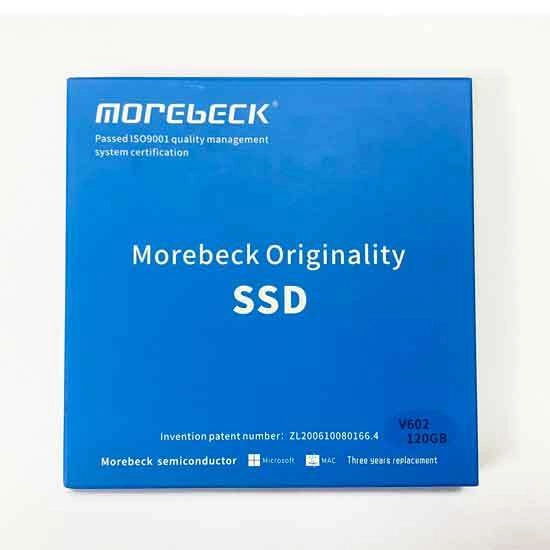 morebeck®
Passed ISO9001 quality management
system certification
Morebeck Originality
SSD
V602
120GB
Invention patent number: ZL200610080166.4
Morebeck semiconductor Microsoft MAC Three years replacement